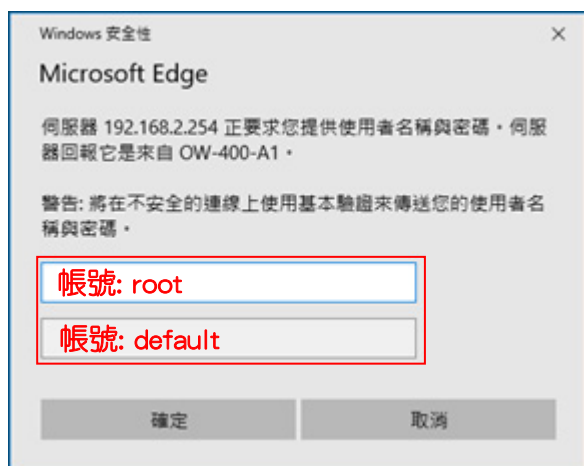 Windows 安全性
Microsoft Edge
伺服器 192.168.2.254 正要求您提供使用者名稱與密碼。伺服
器回報它是來自 OW-400-A1。
警告: 將在不安全的連線上使用基本驗證來傳送您的使用者名
稱與密碼。
帳號: root
帳號: default
確定 取消